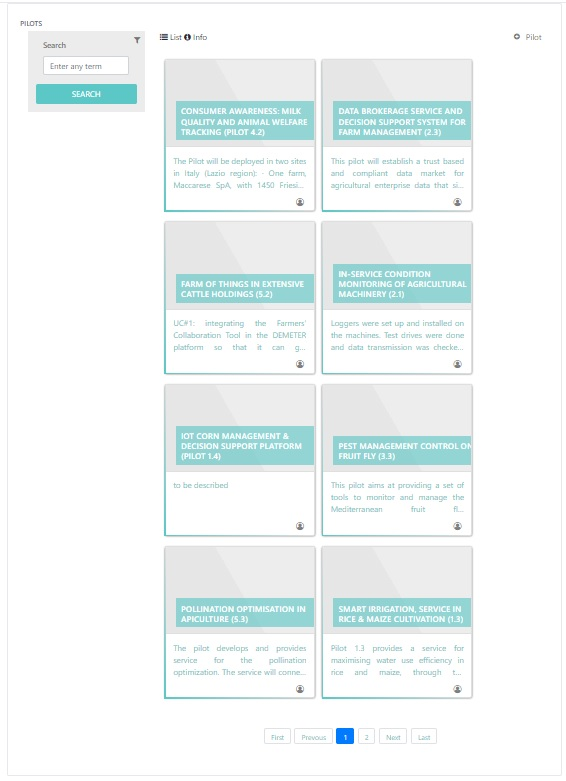 PILOTS
Search
Enter any term
SEARCH
List Info
Pilot
CONSUMER AWARENESS: MILK
QUALITY AND ANIMAL WELFARE
TRACKING (PILOT 4.2)
The Pilot will be deployed in two sites
in Italy (Lazio region): · One farm,
Maccarese SpA, with 1450 Friesi...
DATA BROKERAGE SERVICE AND
DECISION SUPPORT SYSTEM FOR
FARM MANAGEMENT (2.3)
This pilot will establish a trust based
and compliant data market for
agricultural enterprise data that si...
FARM OF THINGS IN EXTENSIVE
CATTLE HOLDINGS (5.2)
UC#1: integrating the Farmers'
Collaboration Tool in the DEMETER
platform so that it can g...
IN-SERVICE CONDITION
MONITORING OF AGRICULTURAL
MACHINERY (2.1)
Loggers were set up and installed on
the machines. Test drives were done
and data transmission was checke...
IOT CORN MANAGEMENT &
DECISION SUPPORT PLATFORM
(PILOT 1.4)
to be described
PEST MANAGEMENT CONTROL ON
FRUIT FLY (3.3)
This pilot aims at providing a set of
tools to monitor and manage the
Mediterranean fruit fl...
POLLINATION OPTIMISATION IN
APICULTURE (5.3)
The pilot develops and provides
service for the pollination
optimization. The service will conne...
SMART IRRIGATION, SERVICE IN
RICE & MAIZE CULTIVATION (1.3)
Pilot 1.3 provides a service for
maximising water use efficiency in
rice and maize, through t...
First Prevous 1 2 Next Last